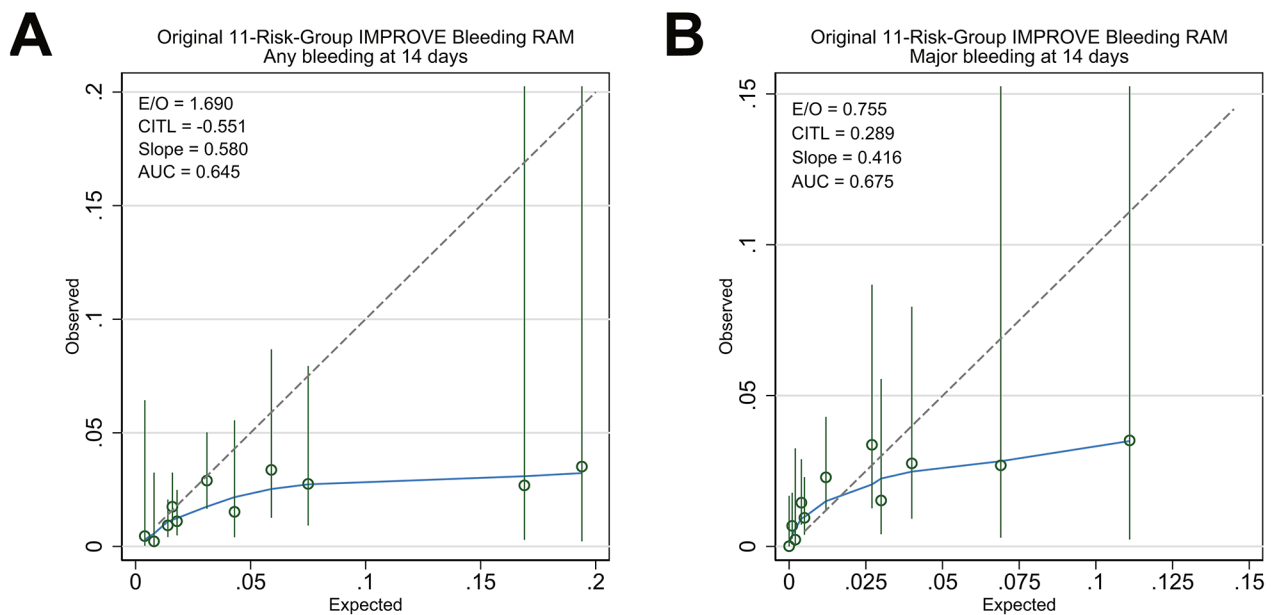 A
Original 11-Risk-Group IMPROVE Bleeding RAM
Any bleeding at 14 days
E/O = 1.690
CITL = -0.551
Slope = 0.580
AUC = 0.645
Observed
.2
.15
.1
.05
0
0 .05 .1 .15 .2
Expected
B
Original 11-Risk-Group IMPROVE Bleeding RAM
Major bleeding at 14 days
E/O = 0.755
CITL = 0.289
Slope = 0.416
AUC = 0.675
Observed
.15
.1
.05
0
0 .025 .05 .075 .1 .125 .15
Expected